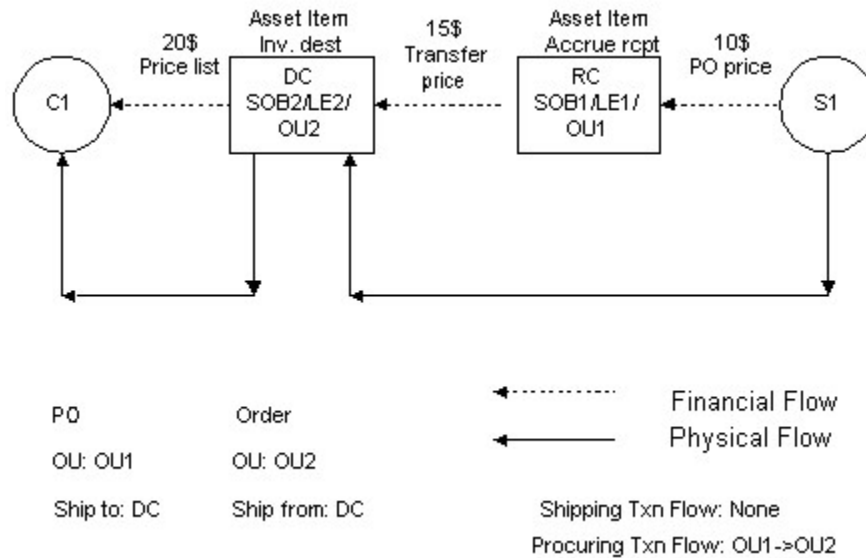 20$
Price list
Asset Item
Inv. dest
15$
Transfer
price
Asset Item
Accrue rcpt
10$
PO price
C1
DC
SOB2/LE2/
OU2
RC
SOB1/LE1/
OU1
S1
PO
Order
OU: OU1
OU: OU2
Ship to: DC
Ship from: DC
Financial Flow
Physical Flow
Shipping Txn Flow: None
Procuring Txn Flow: OU1->OU2